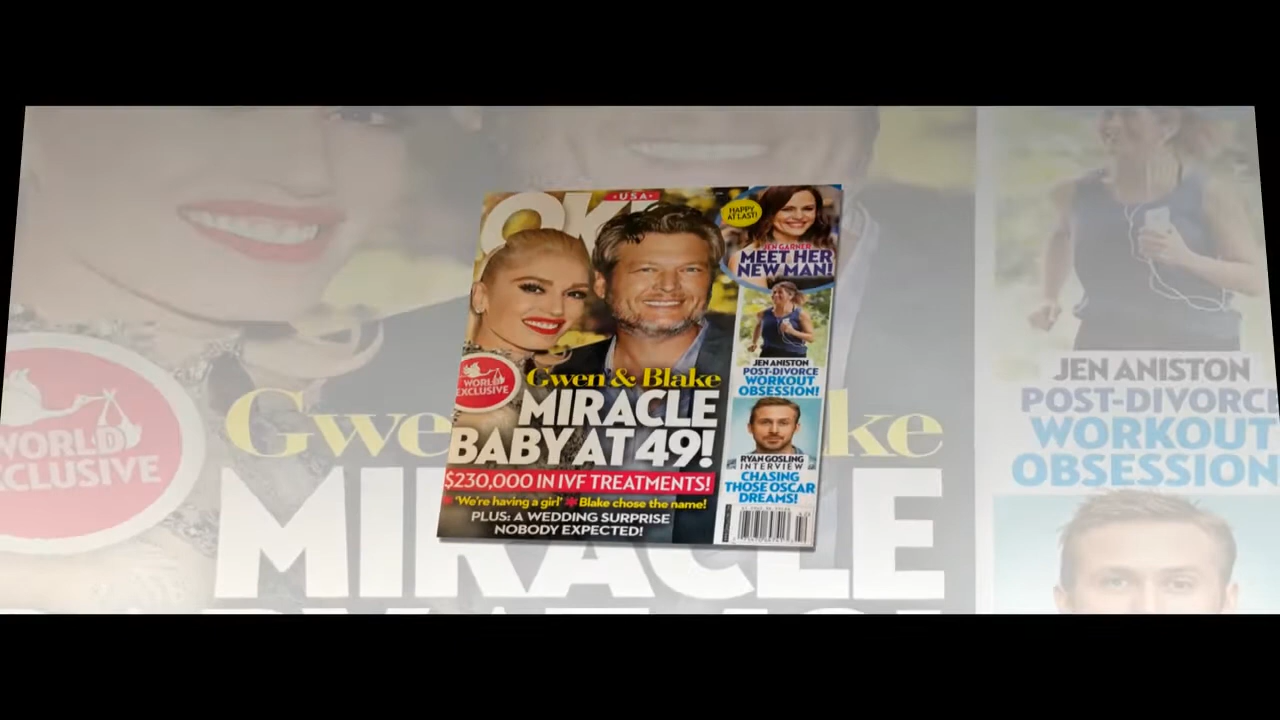 USA
OK!
HAPPY
AT LAST!
JEN GARNER
MEET HER
NEW MAN!
JEN ANISTON
POST-DIVORCE
WORKOUT
OBSESSION!
RYAN GOSLING
INTERVIEW
CHASING
THOSE OSCAR
DREAMS!
WORLD
EXCLUSIVE
Gwen & Blake
MIRACLE
BABY AT 49!
$230,000 IN IVF TREATMENTS!
'We're having a girl' Blake chose the name!
PLUS: A WEDDING SURPRISE
NOBODY EXPECTED!
WORLD
XCLUSIVE
Gwe
ke
MIRACLE
JEN ANISTON
POST-DIVORCE
WORKOUT
OBSESSION